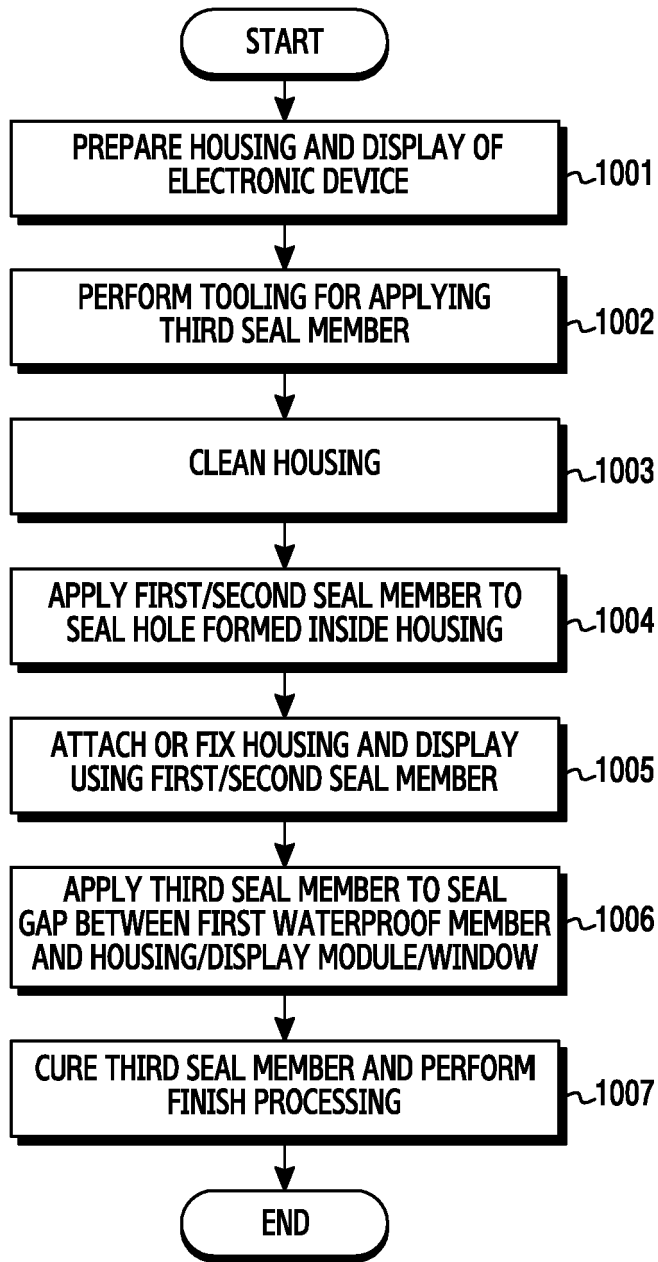 START
PREPARE HOUSING AND DISPLAY OF
ELECTRONIC DEVICE
1001
PERFORM TOOLING FOR APPLYING
THIRD SEAL MEMBER
1002
CLEAN HOUSING
1003
APPLY FIRST/SECOND SEAL MEMBER TO
SEAL HOLE FORMED INSIDE HOUSING
1004
ATTACH OR FIX HOUSING AND DISPLAY
USING FIRST/SECOND SEAL MEMBER
1005
APPLY THIRD SEAL MEMBER TO SEAL
GAP BETWEEN FIRST WATERPROOF MEMBER
AND HOUSING/DISPLAY MODULE/WINDOW
1006
CURE THIRD SEAL MEMBER AND PERFORM
FINISH PROCESSING
1007
END